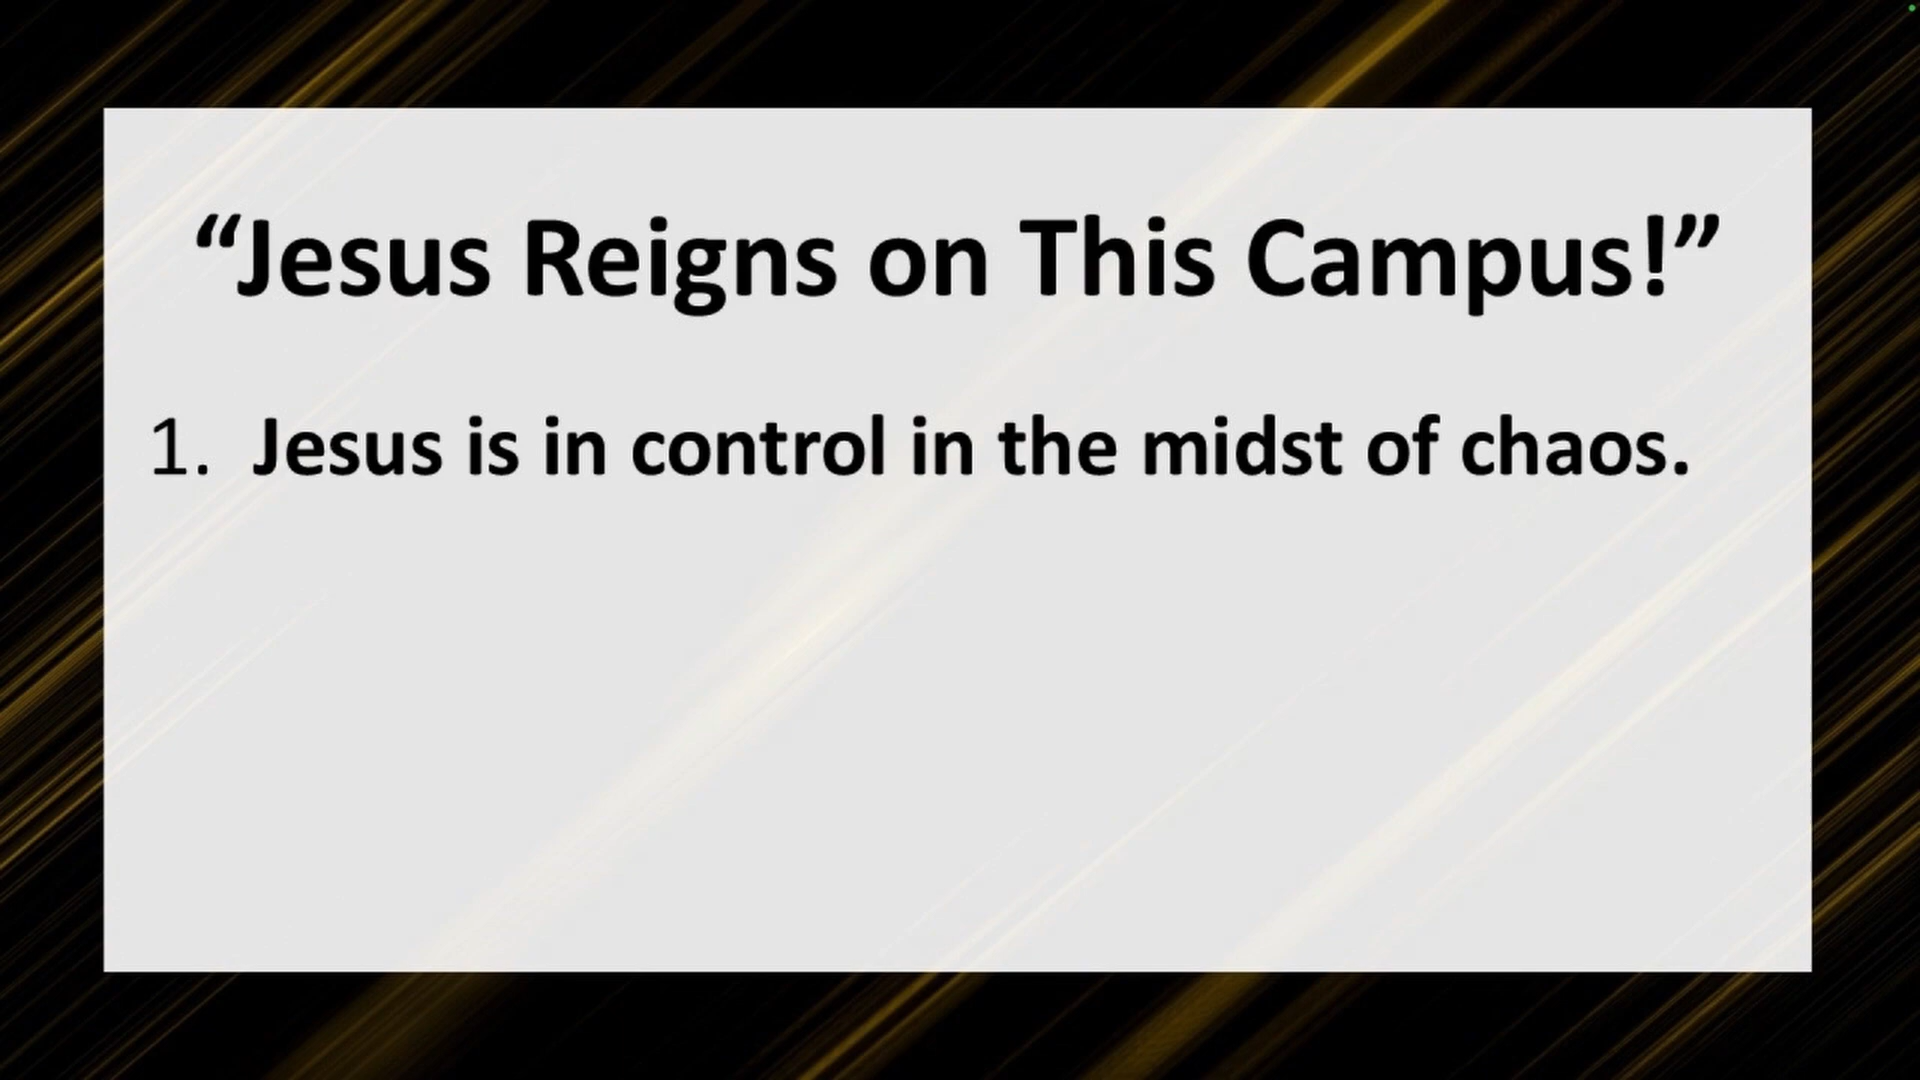 “Jesus Reigns on This Campus!”
1. Jesus is in control in the midst of chaos.